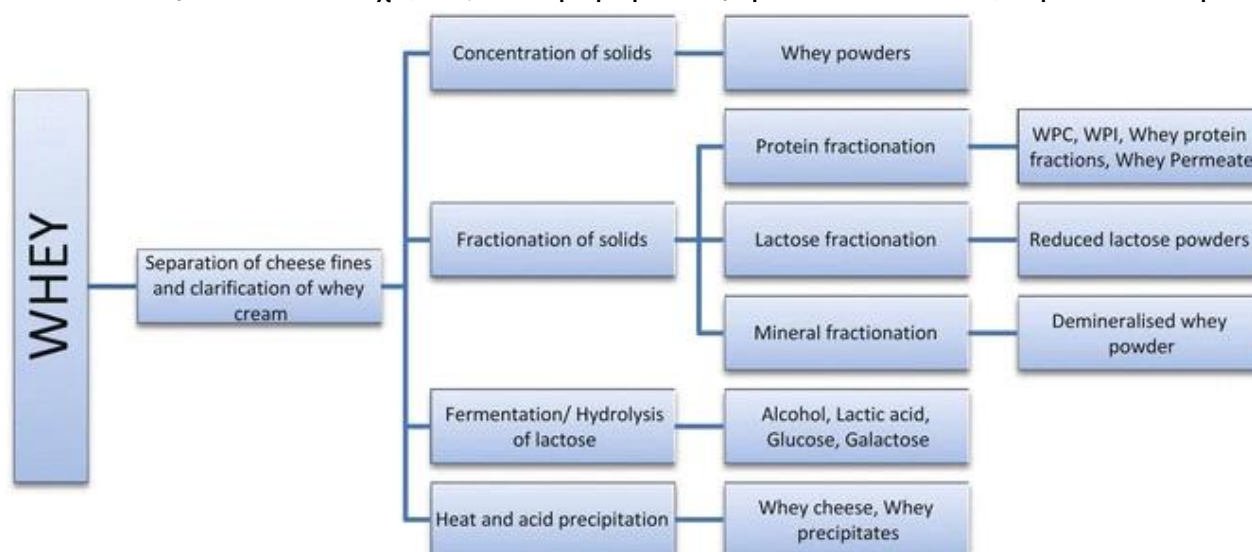 Concentration of solids
Whey powders
Protein fractionation
WPC, WPI, Whey protein
fractions, Whey Permeate
WHEY
Separation of cheese fines
and clarification of whey
cream
Fractionation of solids
Lactose fractionation
Reduced lactose powders
Mineral fractionation
Demineralised whey
powder
Fermentation/ Hydrolysis
of lactose
Alcohol, Lactic acid,
Glucose, Galactose
Heat and acid precipitation
Whey cheese, Whey
precipitates